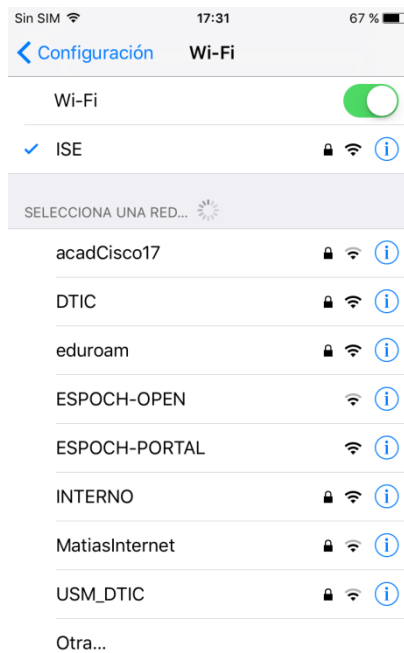 Sin SIM 17:31 67 %
Configuración Wi-Fi
Wi-Fi
ISE
SELECCIONA UNA RED...
acadCisco17
DTIC
eduroam
ESPOCH-OPEN
ESPOCH-PORTAL
INTERNO
MatiasInternet
USM_DTIC
Otra...